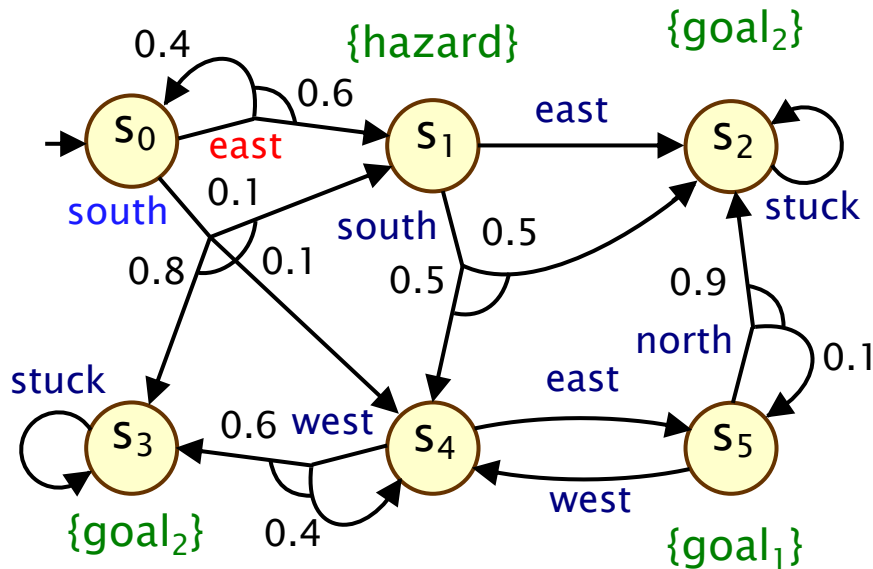 {goal₂}
0.4
{hazard}
0.6
s₀
east
s₁
east
s₂
0.1
south
south
0.5
stuck
0.8
0.1
0.5
0.9
north
0.1
stuck
east
s₃
0.6
west
s₄
s₅
0.4
west
{goal₂}
{goal₁}